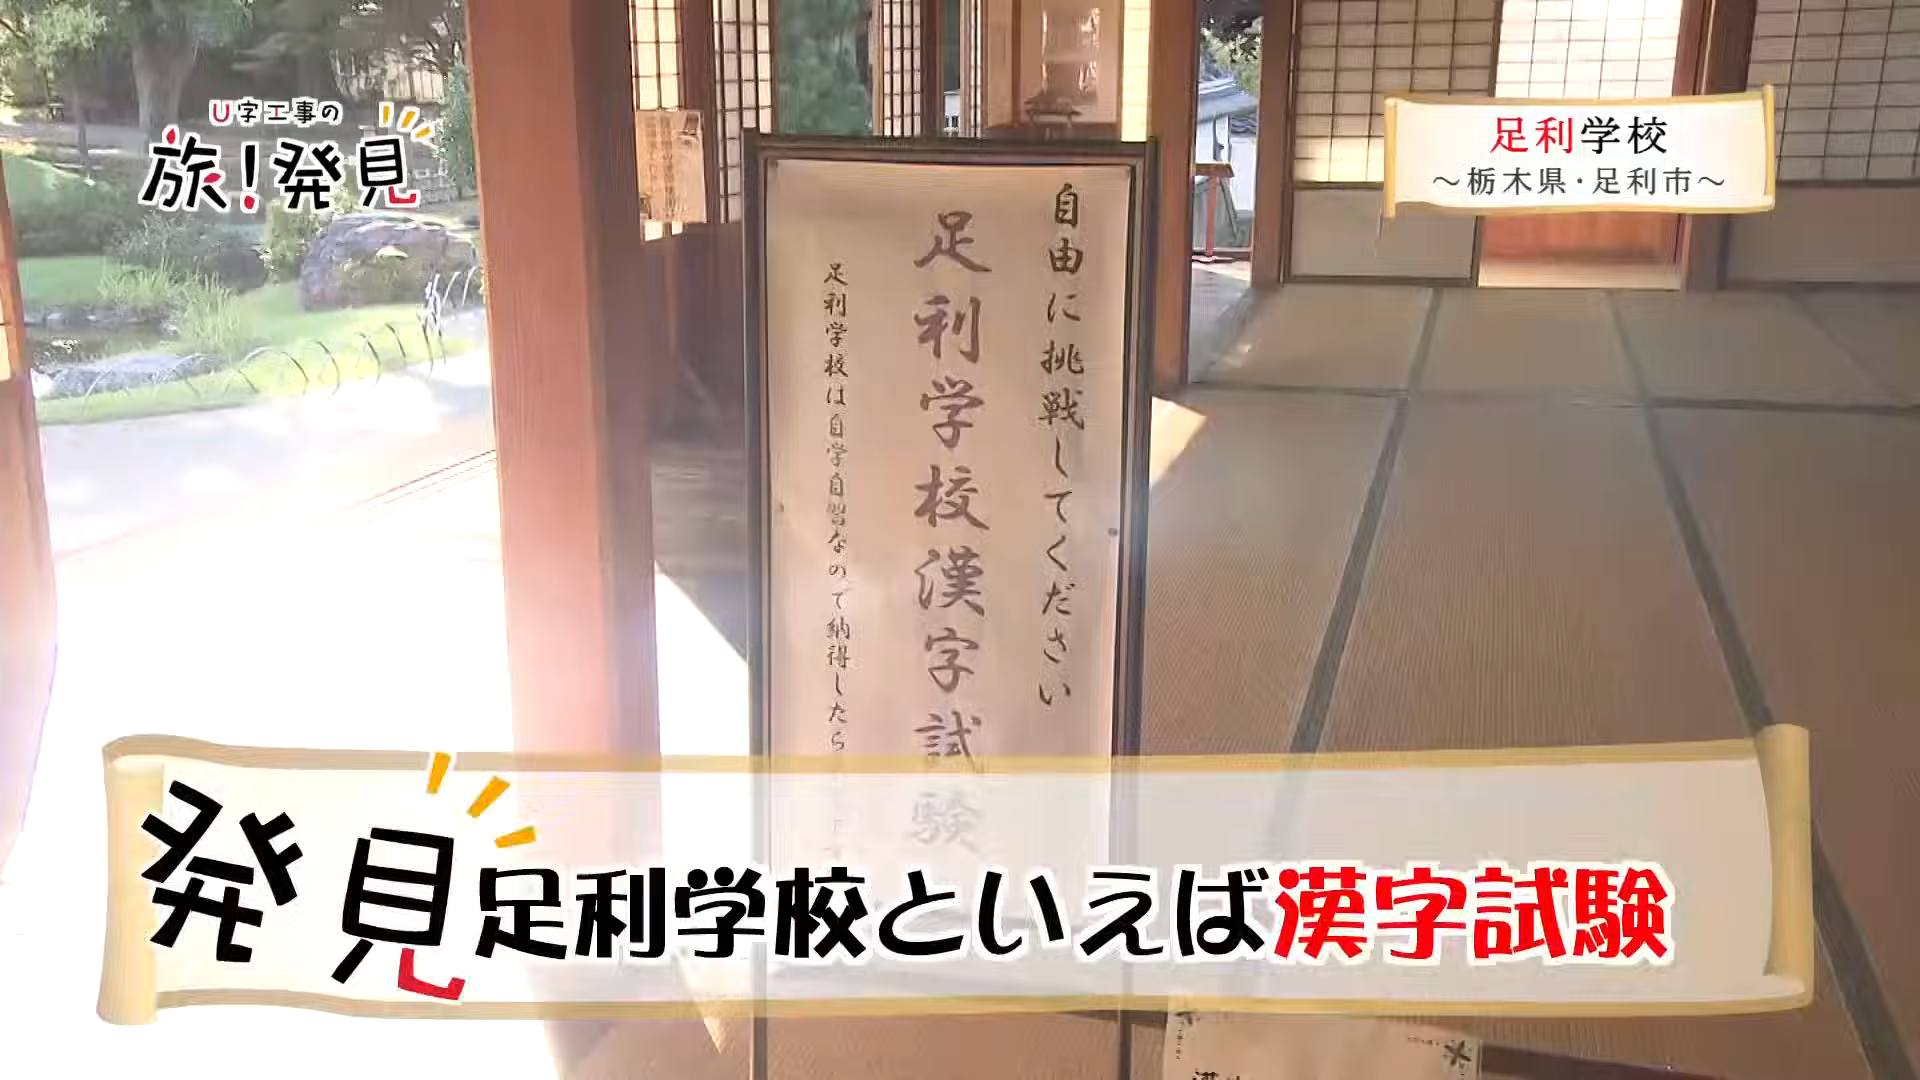 U字工事の
旅!発見
足利学校
～栃木県・足利市～
自由に挑戦してください
足利学校漢字試験
足利学校は自学自習なので納得したら
発見
足利学校といえば漢字試験